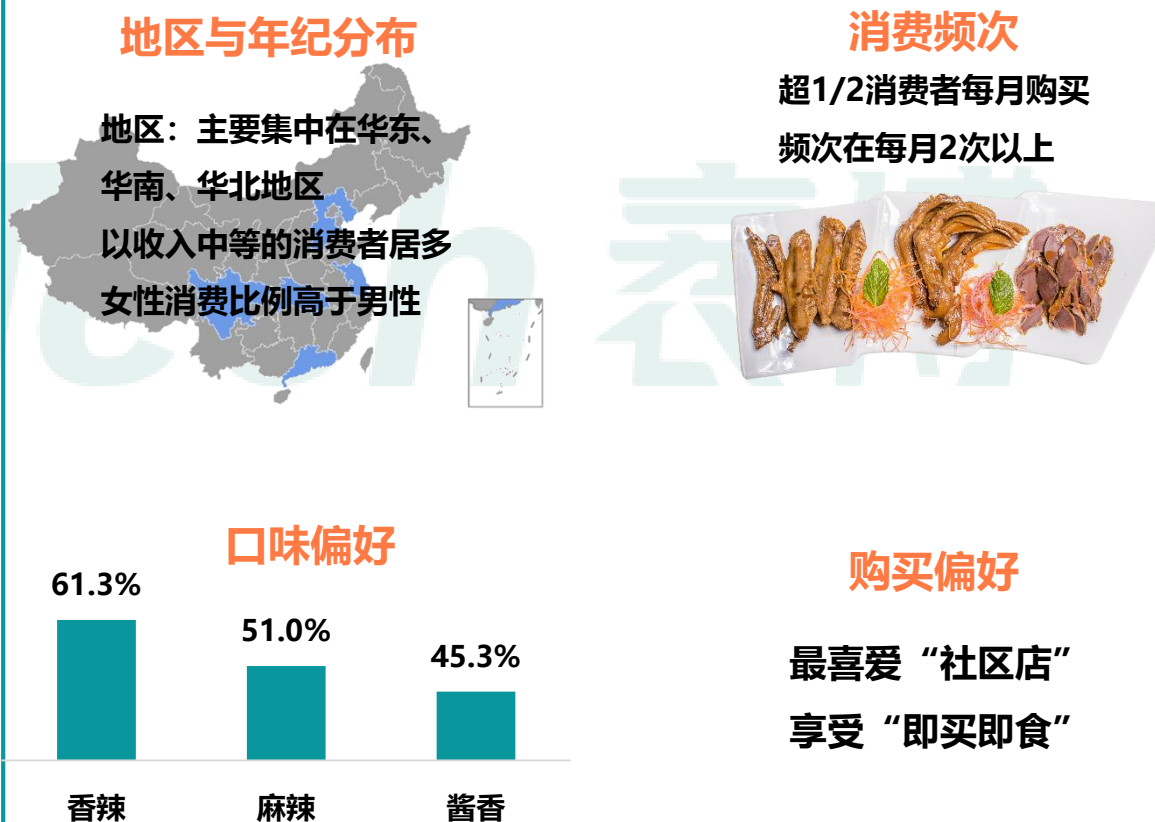 地区与年纪分布
地区：主要集中在华东、
华南、华北地区
以收入中等的消费者居多
女性消费比例高于男性
消费频次
超1/2消费者每月购买
频次在每月2次以上
口味偏好
61.3%
51.0%
45.3%
香辣
麻辣
酱香
购买偏好
最喜爱“社区店”
享受“即买即食”